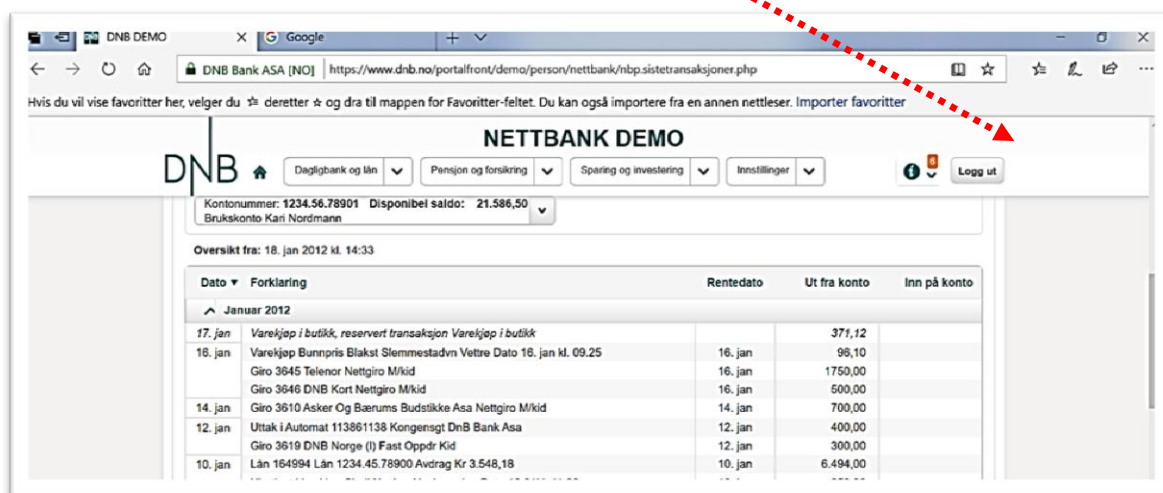 DNB DEMO Google
DNB Bank ASA [NO] https://www.dnb.no/portalfront/demo/person/nettbank/nbp.sistetransaksjoner.php
Hvis du vil vise favoritter her, velger du deretter og dra til mappen for Favoritter-feltet. Du kan også importere fra en annen nettleser. Importer favoritter
NETTBANK DEMO
DNB Dagligbank og lån Pensjon og forsikring Sparing og investering Innstillinger 6 Logg ut
Kontonummer: 1234.56.78901 Disponibel saldo: 21.586,50
Brukskonto Kari Nordmann
Oversikt fra: 18. jan 2012 kl. 14:33
Dato Forklaring Rentedato Ut fra konto Inn på konto
Januar 2012
17. jan Varekjøp i butikk, reservert transaksjon Varekjøp i butikk 371,12
16. jan Varekjøp Bunnpris Blakst Slemmestadvn Vettre Dato 16. jan kl. 09.25 16. jan 96,10
Giro 3645 Telenor Nettgiro M/kid 16. jan 1750,00
Giro 3646 DNB Kort Nettgiro M/kid 16. jan 500,00
14. jan Giro 3610 Asker Og Bærums Budstikke Asa Nettgiro M/kid 14. jan 700,00
12. jan Uttak i Automat 113861138 Kongensgt DnB Bank Asa 12. jan 400,00
Giro 3619 DNB Norge (I) Fast Oppdr Kid 12. jan 300,00
10. jan Lån 164994 Lån 1234.45.78900 Avdrag Kr 3.548,18 10. jan 6.494,00